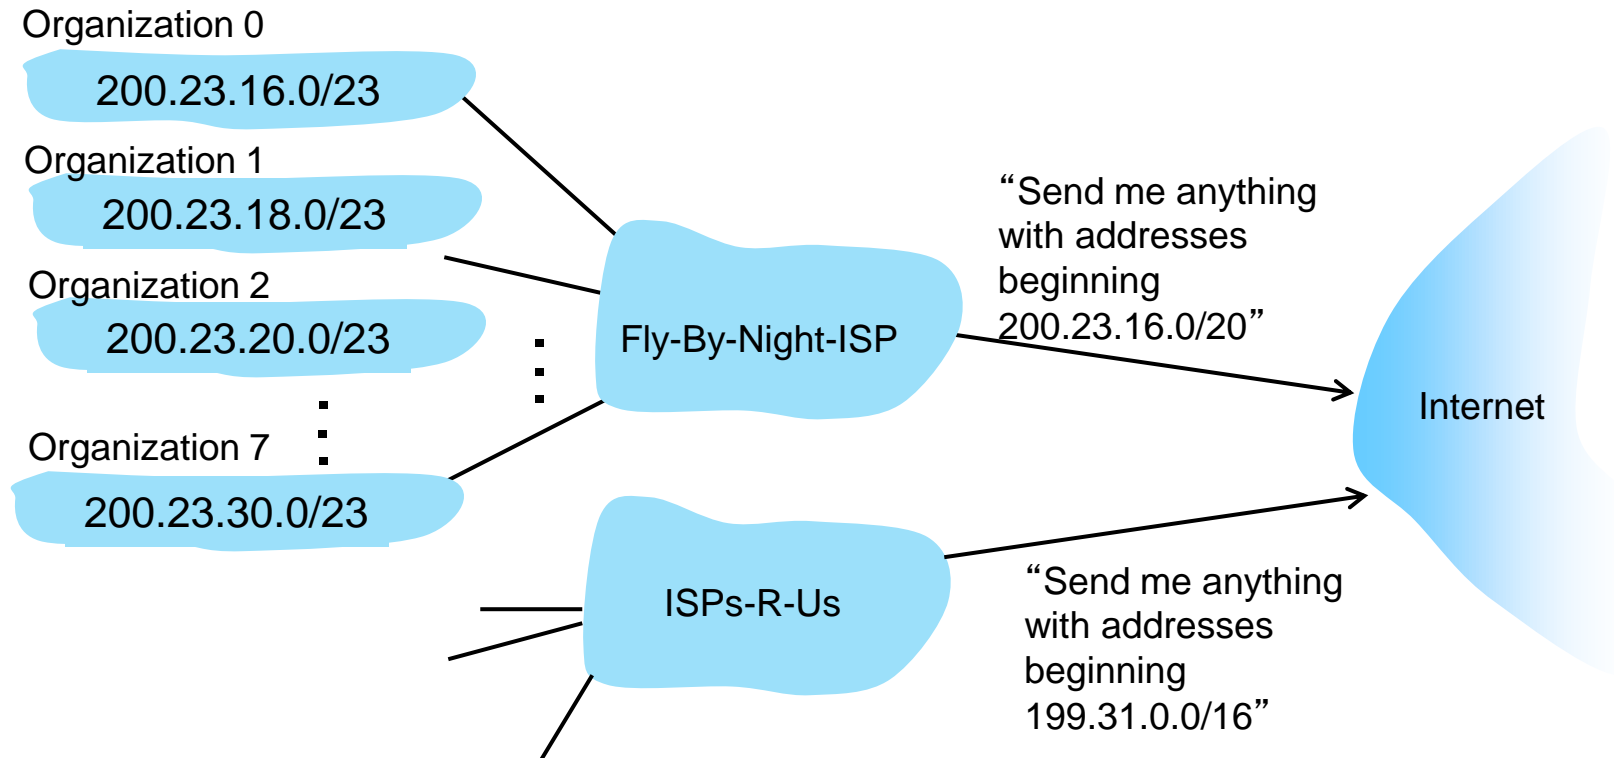 Organization 0
200.23.16.0/23
Organization 1
200.23.18.0/23
Organization 2
200.23.20.0/23
Organization 7
200.23.30.0/23
Fly-By-Night-ISP
“Send me anything
with addresses
beginning
200.23.16.0/20”
Internet
ISPs-R-Us
“Send me anything
with addresses
beginning
199.31.0.0/16”